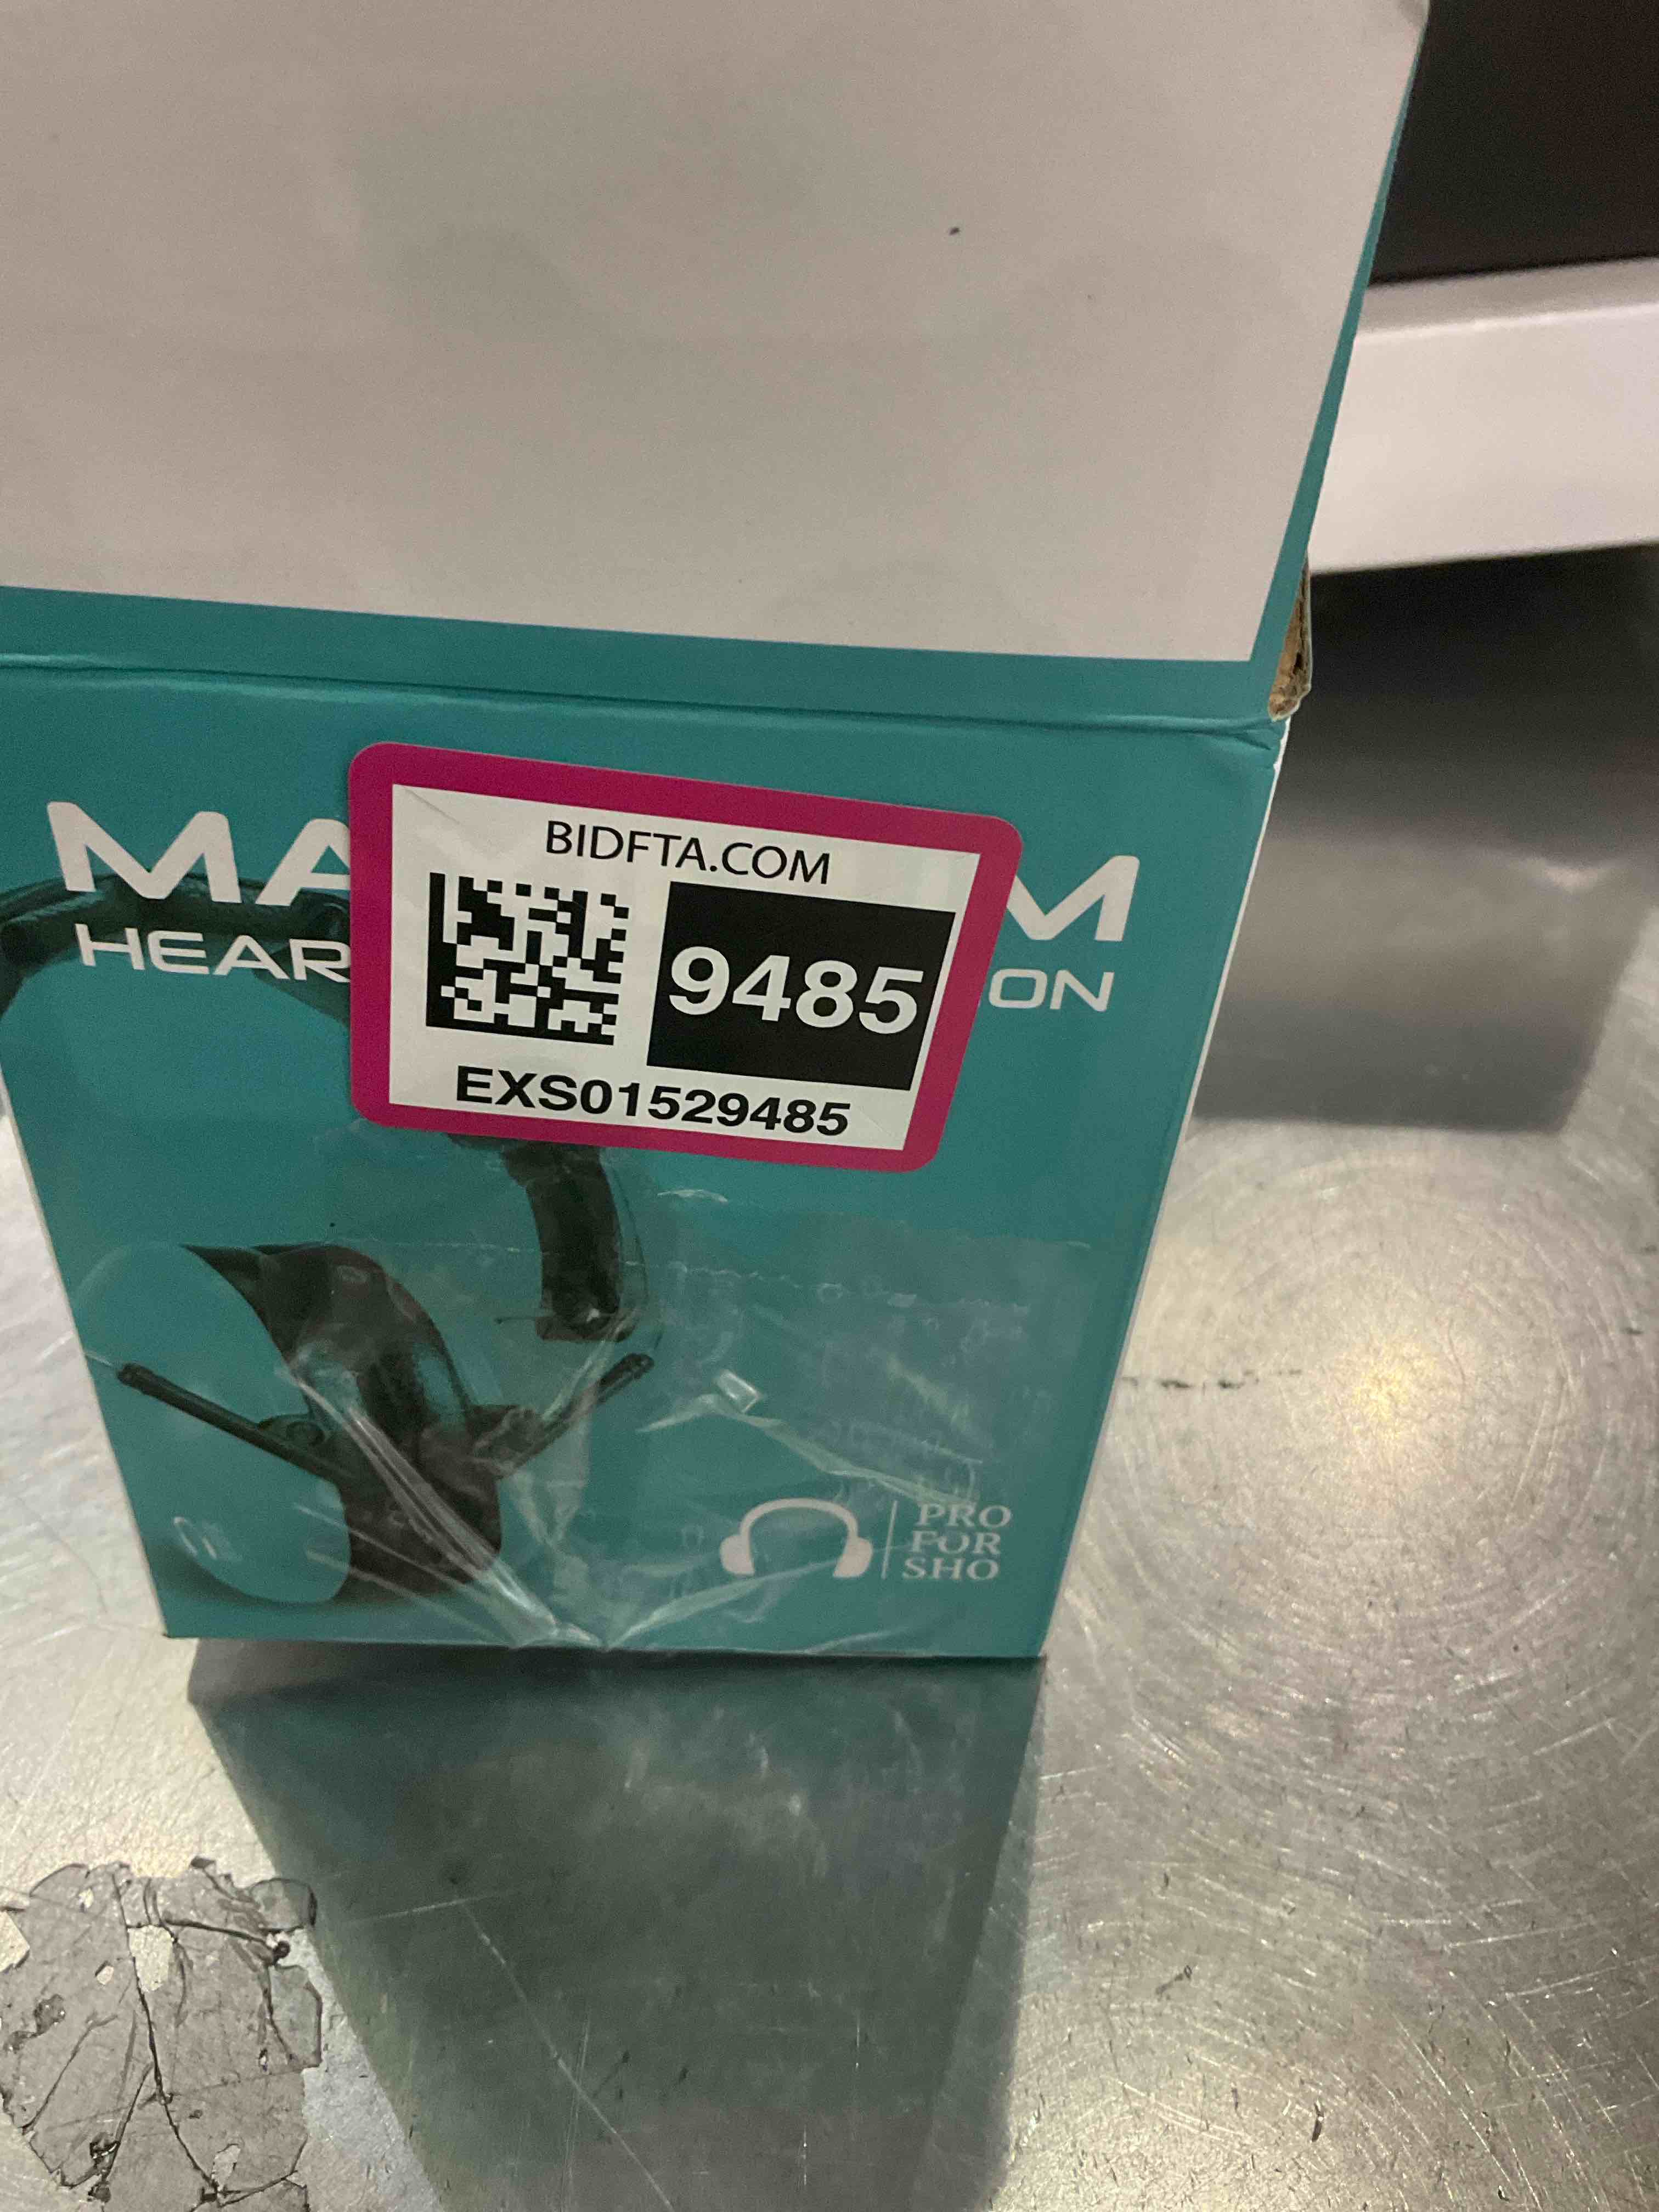 MA M
HEAR ON
BIDFTA.COM
9485
EXS01529485
PRO
FOR
SHO